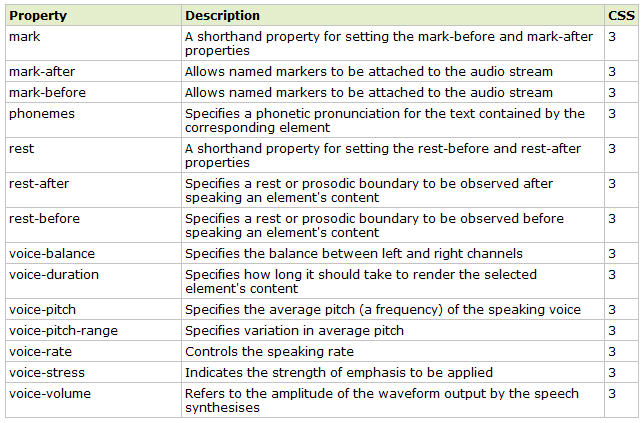 Property Description CSS
mark A shorthand property for setting the mark-before and mark-after 3
properties
mark-after Allows named markers to be attached to the audio stream 3
mark-before Allows named markers to be attached to the audio stream 3
phonemes Specifies a phonetic pronunciation for the text contained by the 3
corresponding element
rest A shorthand property for setting the rest-before and rest-after 3
properties
rest-after Specifies a rest or prosodic boundary to be observed after 3
speaking an element's content
rest-before Specifies a rest or prosodic boundary to be observed before 3
speaking an element's content
voice-balance Specifies the balance between left and right channels 3
voice-duration Specifies how long it should take to render the selected 3
element's content
voice-pitch Specifies the average pitch (a frequency) of the speaking voice 3
voice-pitch-range Specifies variation in average pitch 3
voice-rate Controls the speaking rate 3
voice-stress Indicates the strength of emphasis to be applied 3
voice-volume Refers to the amplitude of the waveform output by the speech 3
synthesises